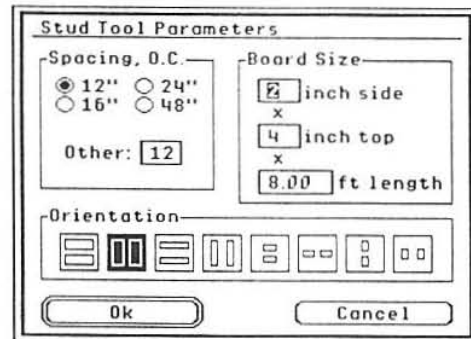 Stud Tool Parameters
Spacing, O.C.
12" 24"
16" 48"
Other: 12
Board Size
2 inch side
x
4 inch top
x
8.00 ft length
Orientation
Ok Cancel